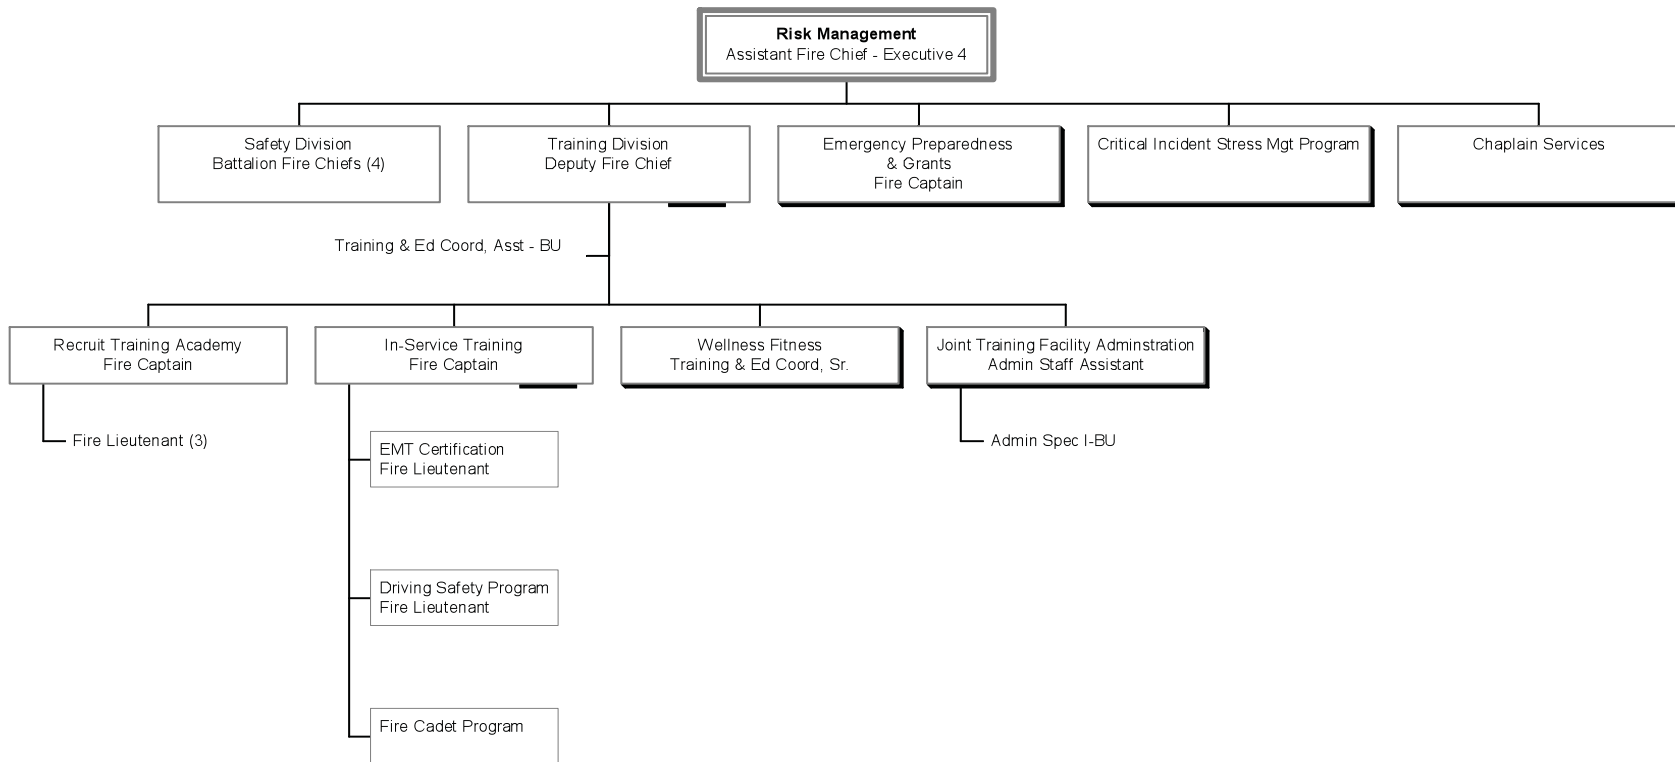 Risk Management
Assistant Fire Chief - Executive 4
Safety Division
Battalion Fire Chiefs (4)
Training Division
Deputy Fire Chief
Emergency Preparedness
& Grants
Fire Captain
Critical Incident Stress Mgt Program
Chaplain Services
Training & Ed Coord, Asst - BU
Recruit Training Academy
Fire Captain
In-Service Training
Fire Captain
Wellness Fitness
Training & Ed Coord, Sr.
Joint Training Facility Adminstration
Admin Staff Assistant
Fire Lieutenant (3)
Admin Spec I-BU
EMT Certification
Fire Lieutenant
Driving Safety Program
Fire Lieutenant
Fire Cadet Program